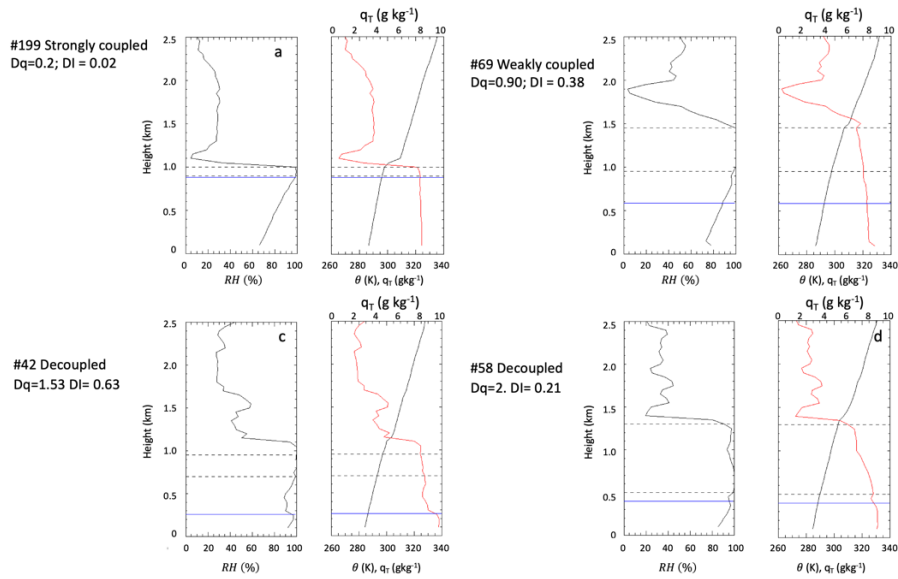 #199 Strongly coupled
Dq=0.2; DI = 0.02
a
Height (km)
2.5
2.0
1.5
1.0
0.5
0
0 20 40 60 80 100
RH (%)
qT (g kg-1)
0 2 4 6 8 10
260 280 300 320 340
θ (K), qT (gkg-1)
#69 Weakly coupled
Dq=0.90; DI = 0.38
Height (km)
2.5
2.0
1.5
1.0
0.5
0
0 20 40 60 80 100
RH (%)
qT (g kg-1)
0 2 4 6 8 10
260 280 300 320 340
θ (K), qT (gkg-1)
#42 Decoupled
Dq=1.53 DI= 0.63
c
Height (km)
2.5
2.0
1.5
1.0
0.5
0
0 20 40 60 80 100
RH (%)
qT (g kg-1)
0 2 4 6 8 10
260 280 300 320 340
θ (K), qT (gkg-1)
#58 Decoupled
Dq=2. DI= 0.21
Height (km)
2.5
2.0
1.5
1.0
0.5
0
0 20 40 60 80 100
RH (%)
qT (g kg-1)
0 2 4 6 8 10
d
260 280 300 320 340
θ (K), qT (gkg-1)